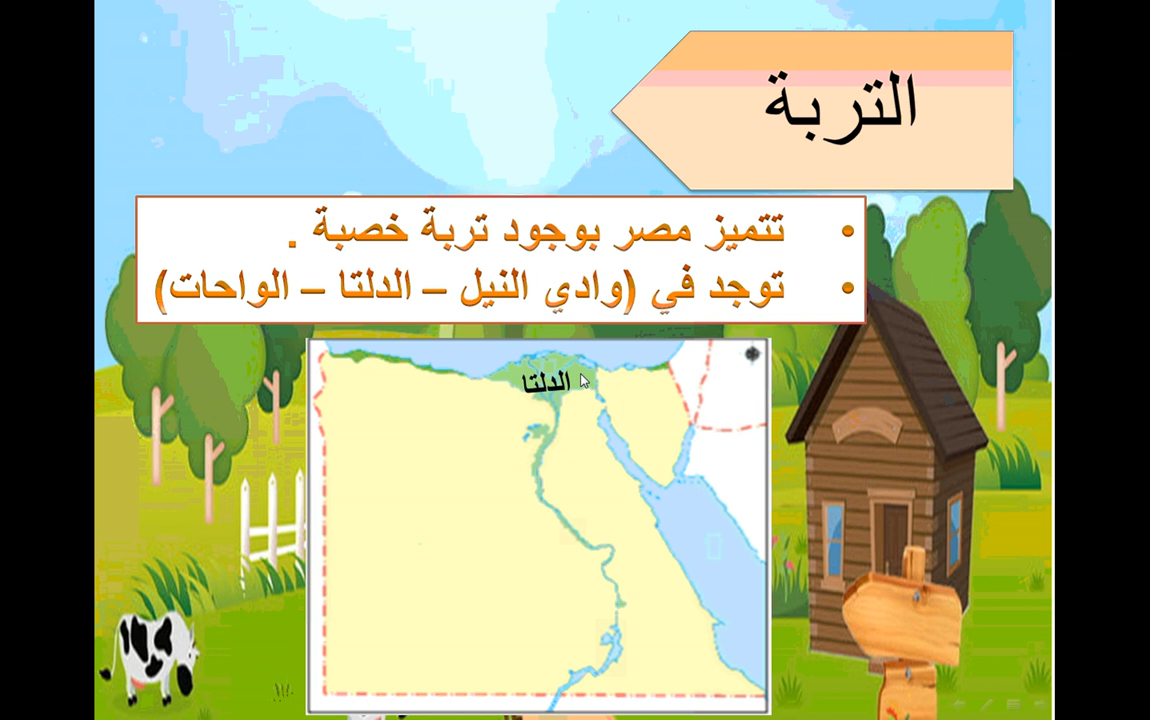 التربة
• تتميز مصر بوجود تربة خصبة .
• توجد في (وادي النيل – الدلتا – الواحات)
الدلتا